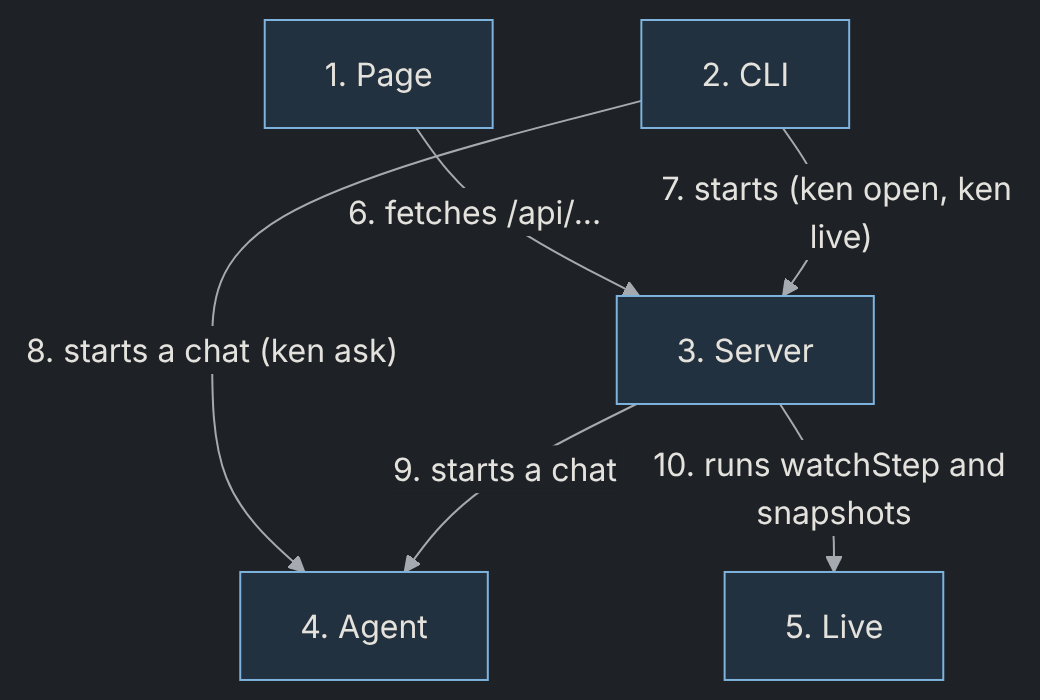 1. Page
2. CLI
7. starts (ken open, ken
live)
6. fetches /api/...
8. starts a chat (ken ask)
3. Server
9. starts a chat
10. runs watchStep and
snapshots
4. Agent
5. Live